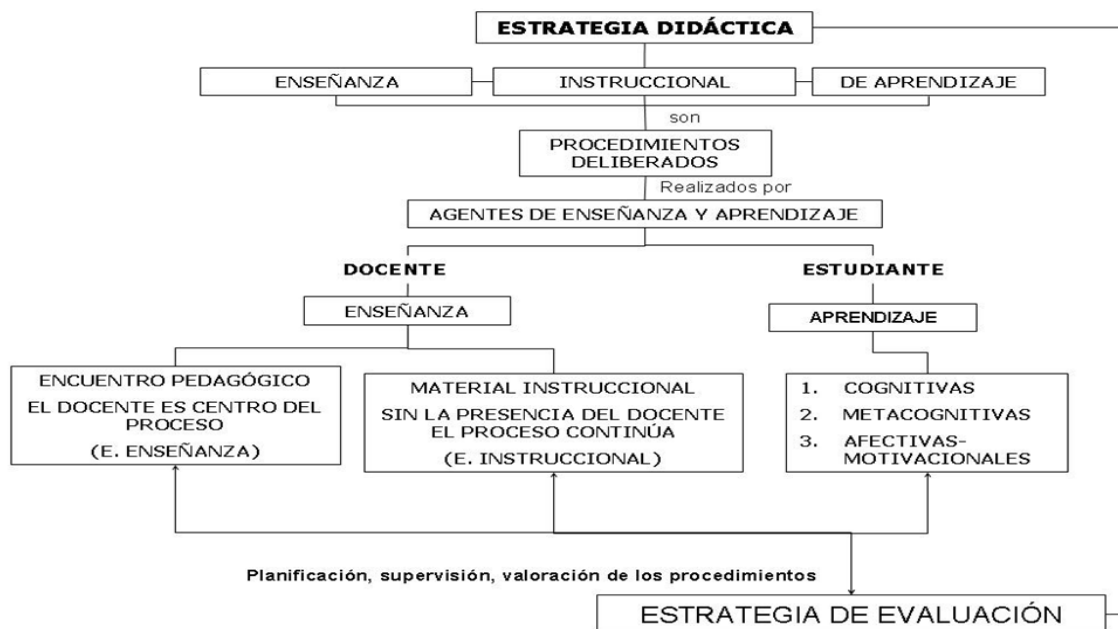 ESTRATEGIA DIDÁCTICA
ENSEÑANZA
INSTRUCCIONAL
DE APRENDIZAJE
son
PROCEDIMIENTOS
DELIBERADOS
Realizados por
AGENTES DE ENSEÑANZA Y APRENDIZAJE
DOCENTE
ESTUDIANTE
ENSEÑANZA
APRENDIZAJE
ENCUENTRO PEDAGÓGICO
EL DOCENTE ES CENTRO DEL
PROCESO
(E. ENSEÑANZA)
MATERIAL INSTRUCCIONAL
SIN LA PRESENCIA DEL DOCENTE
EL PROCESO CONTINÚA
(E. INSTRUCCIONAL)
1. COGNITIVAS
2. METACOGNITIVAS
3. AFECTIVAS-
MOTIVACIONALES
Planificación, supervisión, valoración de los procedimientos
ESTRATEGIA DE EVALUACIÓN